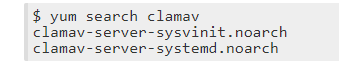 $ yum search clamav
clamav-server-sysvinit.noarch
clamav-server-systemd.noarch